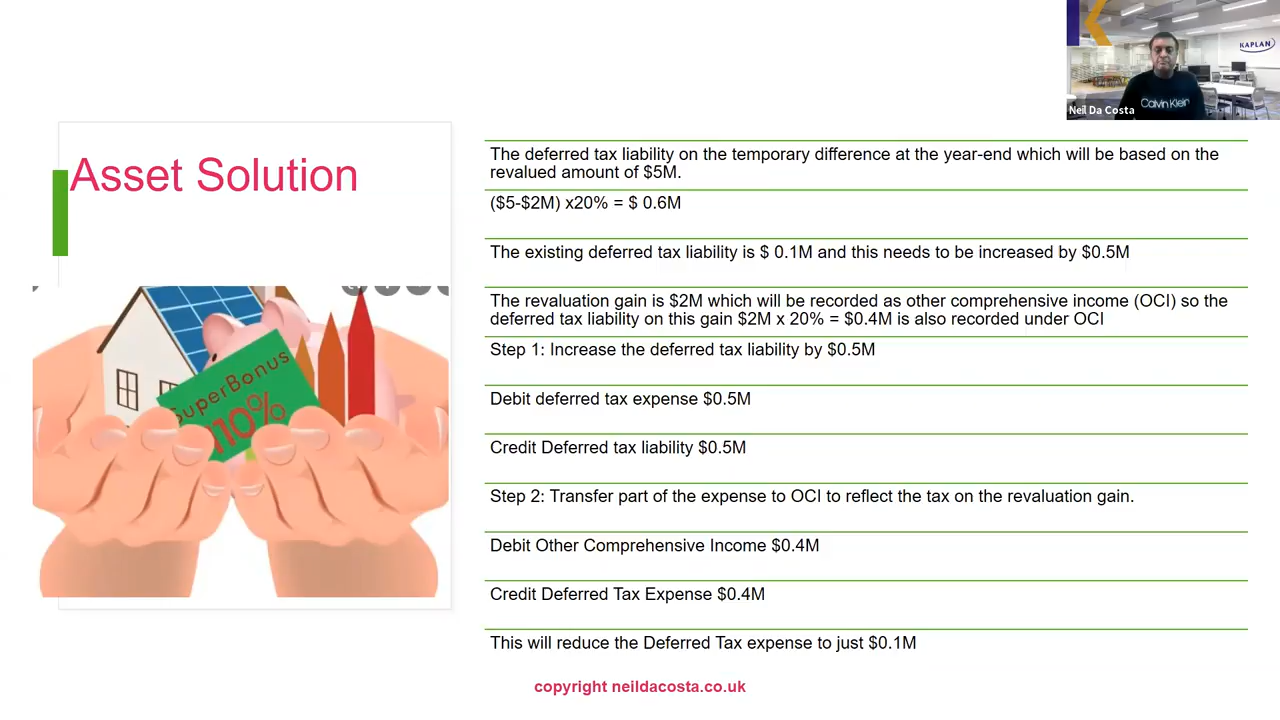 KAPLAN
Calvin Klein
Neil Da Costa
Asset Solution
SuperBonus
110%
The deferred tax liability on the temporary difference at the year-end which will be based on the
revalued amount of $5M.
($5-$2M) x20% = $ 0.6M
The existing deferred tax liability is $ 0.1M and this needs to be increased by $0.5M
The revaluation gain is $2M which will be recorded as other comprehensive income (OCI) so the
deferred tax liability on this gain $2M x 20% = $0.4M is also recorded under OCI
Step 1: Increase the deferred tax liability by $0.5M
Debit deferred tax expense $0.5M
Credit Deferred tax liability $0.5M
Step 2: Transfer part of the expense to OCI to reflect the tax on the revaluation gain.
Debit Other Comprehensive Income $0.4M
Credit Deferred Tax Expense $0.4M
This will reduce the Deferred Tax expense to just $0.1M
copyright neildacosta.co.uk